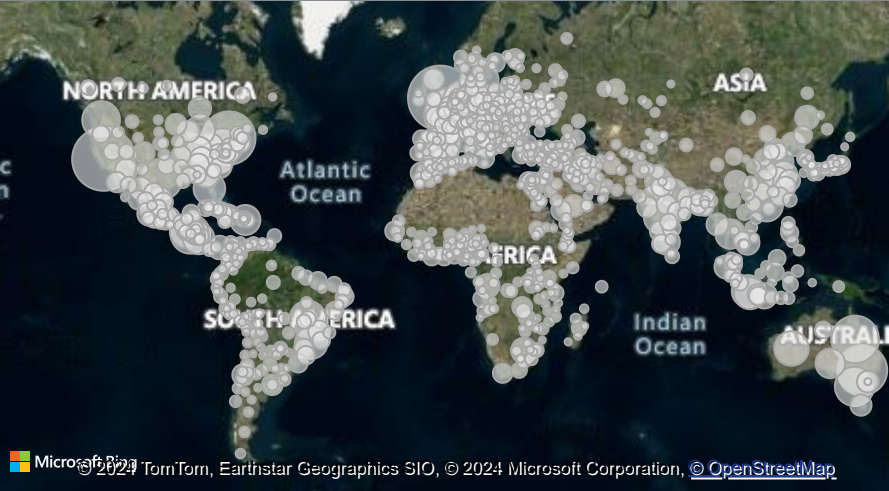 NORTH AMERICA
ASIA
Atlantic
Ocean
AFRICA
SOUTH AMERICA
Indian
Ocean
AUSTRALI
Microsoft Bing
© 2024 TomTom, Earthstar Geographics SIO, © 2024 Microsoft Corporation, © OpenStreetMap